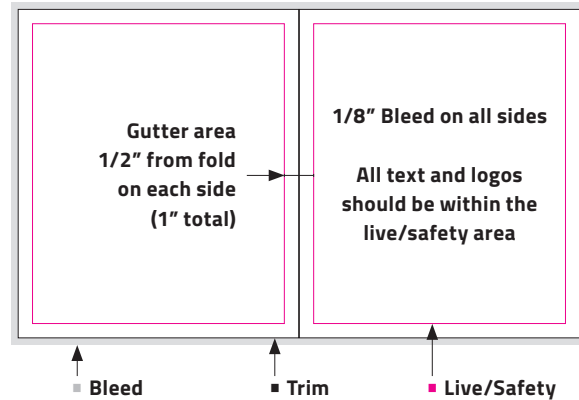 Gutter area
1/2” from fold
on each side
(1” total)
1/8” Bleed on all sides
All text and logos
should be within the
live/safety area
Bleed
Trim
Live/Safety